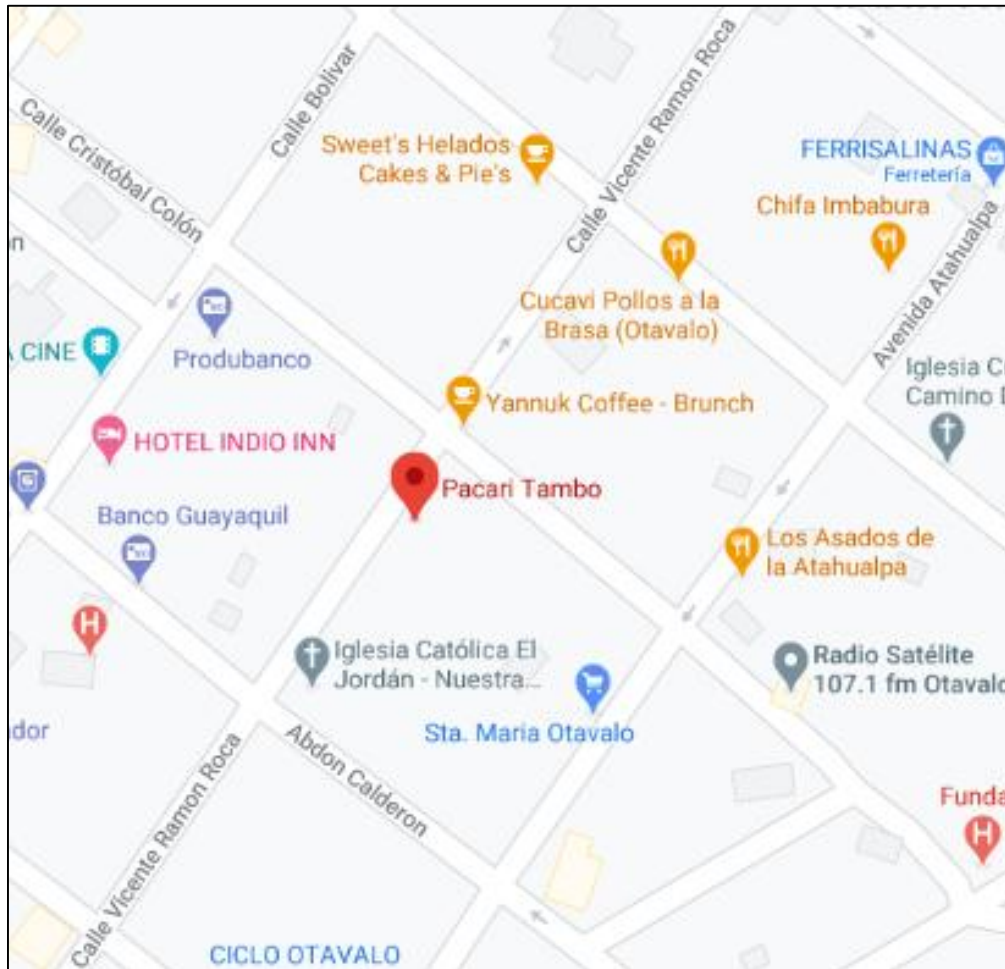 Calle Cristóbal Colón
Calle Bolivar
Sweet's Helados
Cakes & Pie's
Calle Vicente Ramon Roca
FERRISALINAS
Ferretería
Chifa Imbabura
Avenida Atahualpa
Cucavi Pollos a la
Brasa (Otavalo)
n
A CINE
Produbanco
Iglesia C
Camino
Yannuk Coffee - Brunch
HOTEL INDIO INN
Pacari Tambo
Banco Guayaquil
Los Asados de
la Atahualpa
H
Iglesia Católica El
Jordán - Nuestra...
Radio Satélite
107.1 fm Otavalo
dor
Sta. Maria Otavalo
Abdon Calderon
Calle Vicente Ramon Roca
Funda
H
CICLO OTAVALO